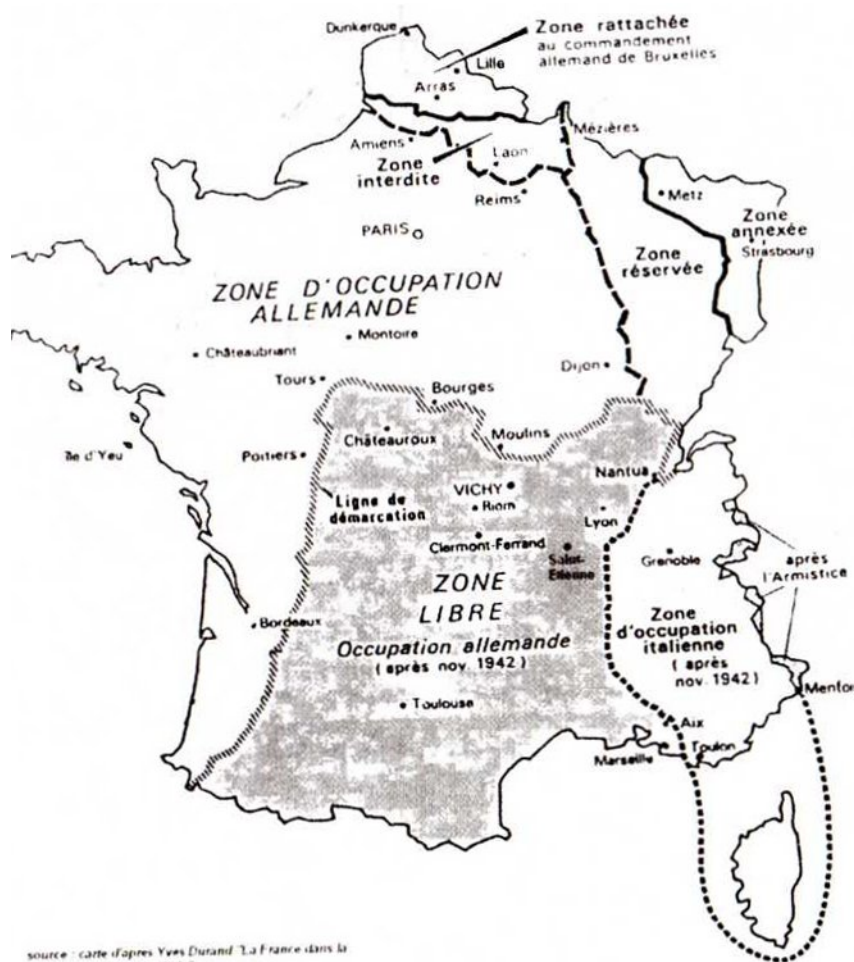 Dunkerque
Zone rattachée
au commandement
allemand de Bruxelles
Lille
Arras
Mézières
Amiens
Laon
Zone
interdite
Reims
Metz
Zone
annexée
Strasbourg
PARIS
Zone
réservée
ZONE D'OCCUPATION
ALLEMANDE
Montoire
Châteaubriant
Dijon
Tours
Bourges
Châteauroux
Moulins
île d'Yeu
Poitiers
Nantua
VICHY
Riom
Ligne de
démarcation
Lyon
Clermont-Ferrand
Saint-
Etienne
Grenoble
après
l'Armistice
ZONE
LIBRE
Occupation allemande
(après nov. 1942)
Bordeaux
Zone
d'occupation
italienne
(après
nov. 1942)
Menton
Toulouse
Aix
Marseille
Toulon
source : carte d'après Yves Durand "La France dans la